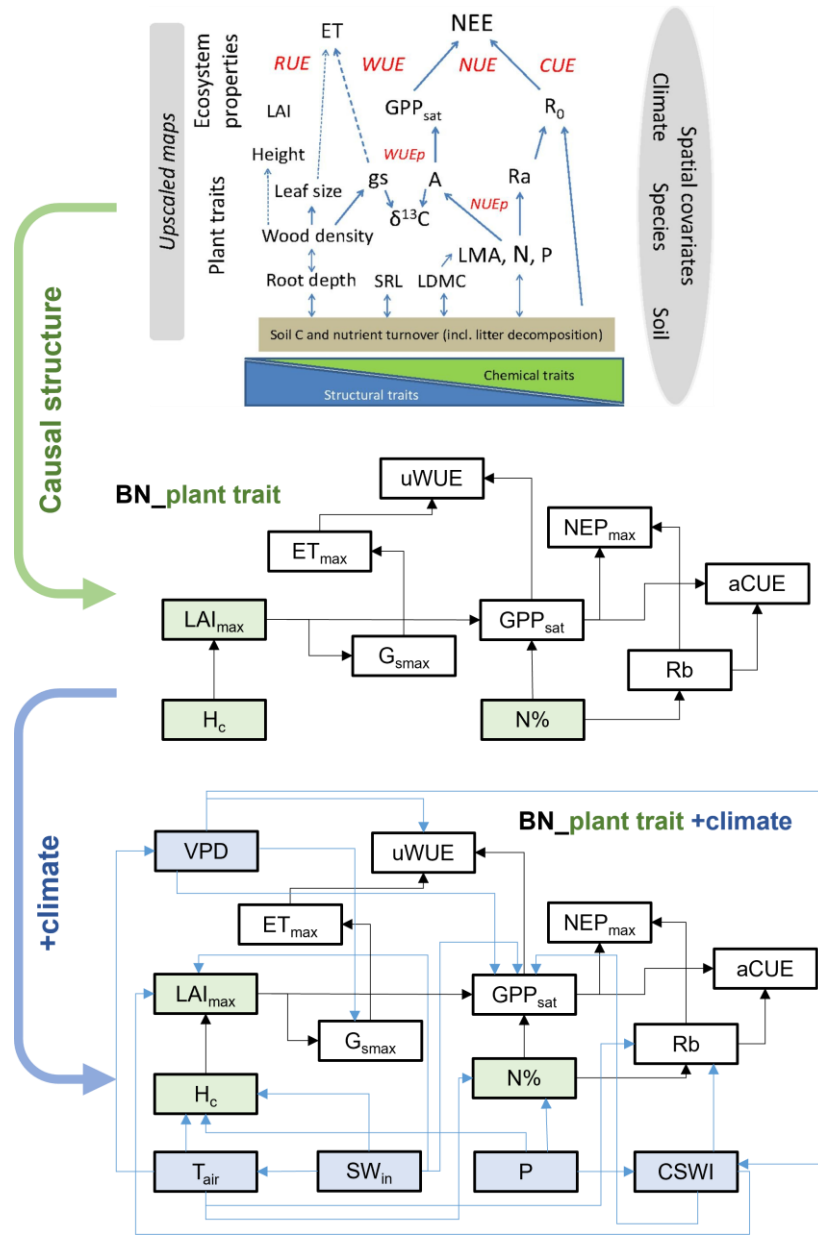 ET
NEE
RUE
WUE
NUE
CUE
Ecosystem
properties
LAI
GPPsat
R0
Height
WUEp
Leaf size
gs
A
Ra
δ13C
NUEp
Plant traits
Wood density
LMA, N, P
Root depth
SRL
LDMC
Upscaled maps
Climate
Species
Soil
Spatial covariates
Soil C and nutrient turnover (incl. litter decomposition)
Chemical traits
Structural traits
Causal structure
BN_plant trait
uWUE
ETmax
NEPmax
aCUE
LAImax
GPPsat
Gsmax
Rb
Hc
N%
+climate
BN_plant trait +climate
VPD
uWUE
ETmax
NEPmax
aCUE
LAImax
GPPsat
Gsmax
Rb
Hc
N%
Tair
SWin
P
CSWI